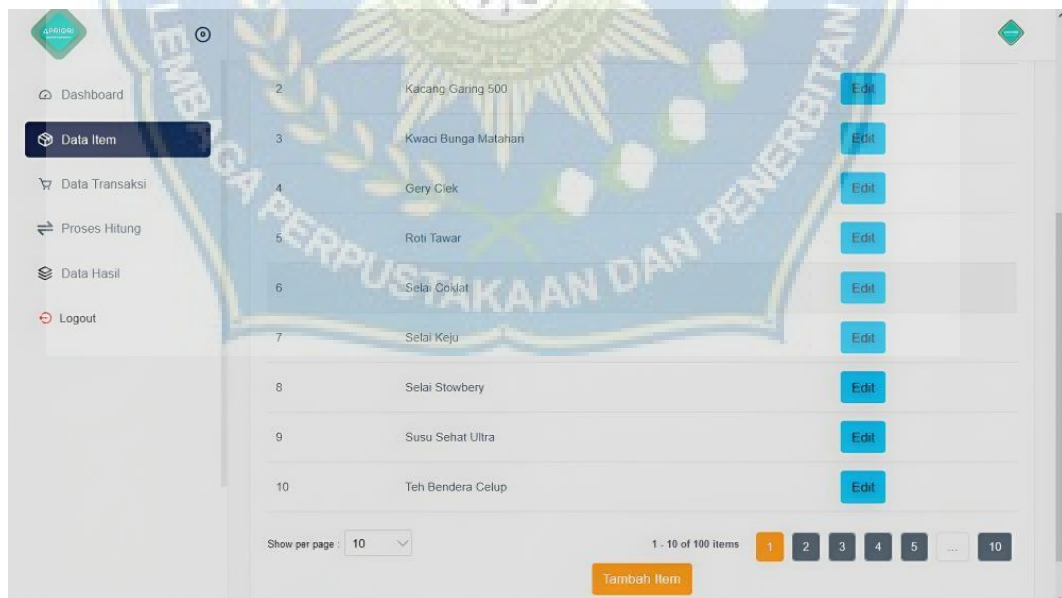 APRIORI
Dashboard
Data Item
Data Transaksi
Proses Hitung
Data Hasil
Logout
2 Kacang Garing 500 Edit
3 Kwaci Bunga Matahari Edit
4 Gery Clek Edit
5 Roti Tawar Edit
6 Selai Coklat Edit
7 Selai Keju Edit
8 Selai Stowbery Edit
9 Susu Sehat Ultra Edit
10 Teh Bendera Celup Edit
Show per page : 10
1 - 10 of 100 items 1 2 3 4 5 ... 10
Tambah Item
LEMBAGA PERPUSTAKAAN DAN PENERBITAN